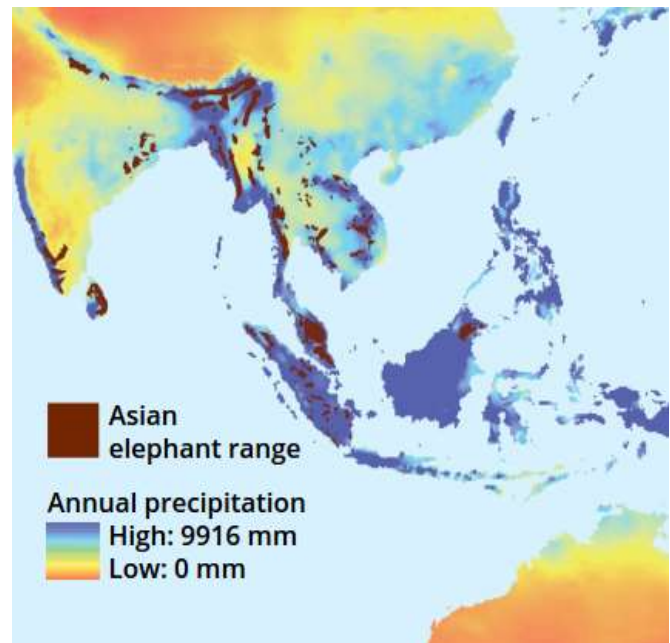 Asian
elephant range
Annual precipitation
High: 9916 mm
Low: 0 mm